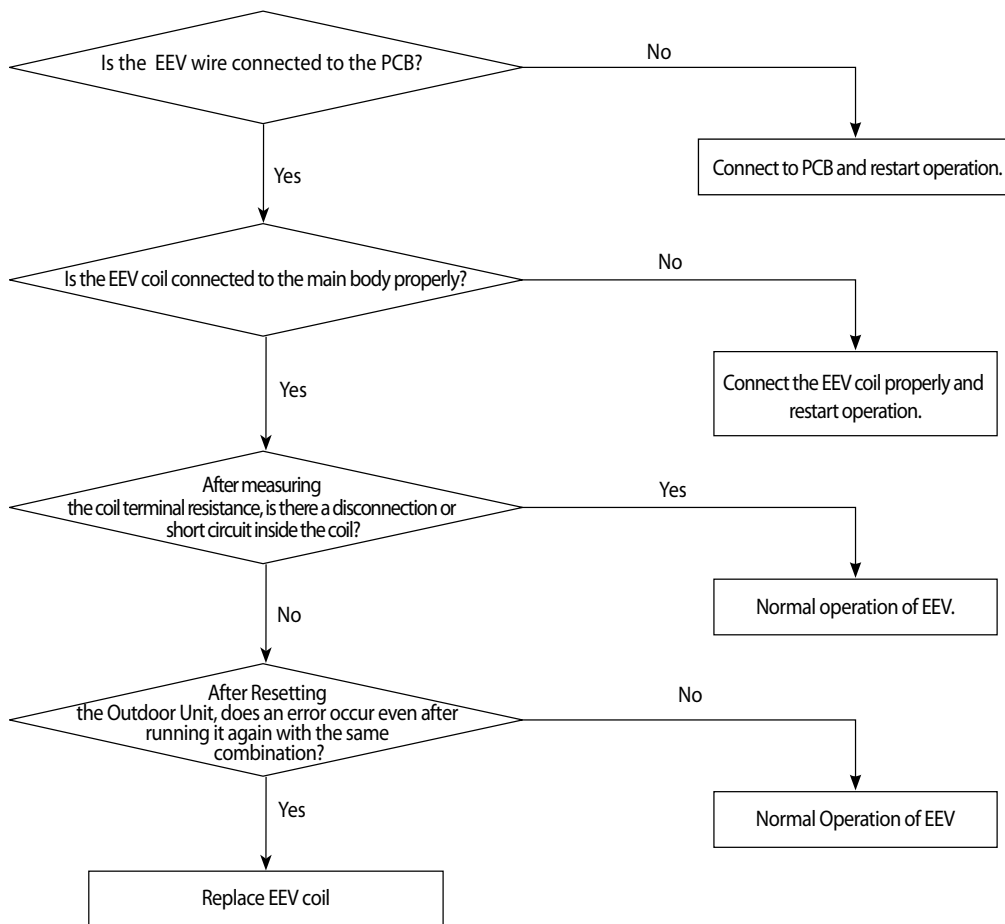 Is the EEV wire connected to the PCB?
No
Connect to PCB and restart operation.
Yes
Is the EEV coil connected to the main body properly?
No
Connect the EEV coil properly and
restart operation.
Yes
After measuring
the coil terminal resistance, is there a disconnection or
short circuit inside the coil?
Yes
Normal operation of EEV.
No
After Resetting
the Outdoor Unit, does an error occur even after
running it again with the same
combination?
No
Normal Operation of EEV
Yes
Replace EEV coil